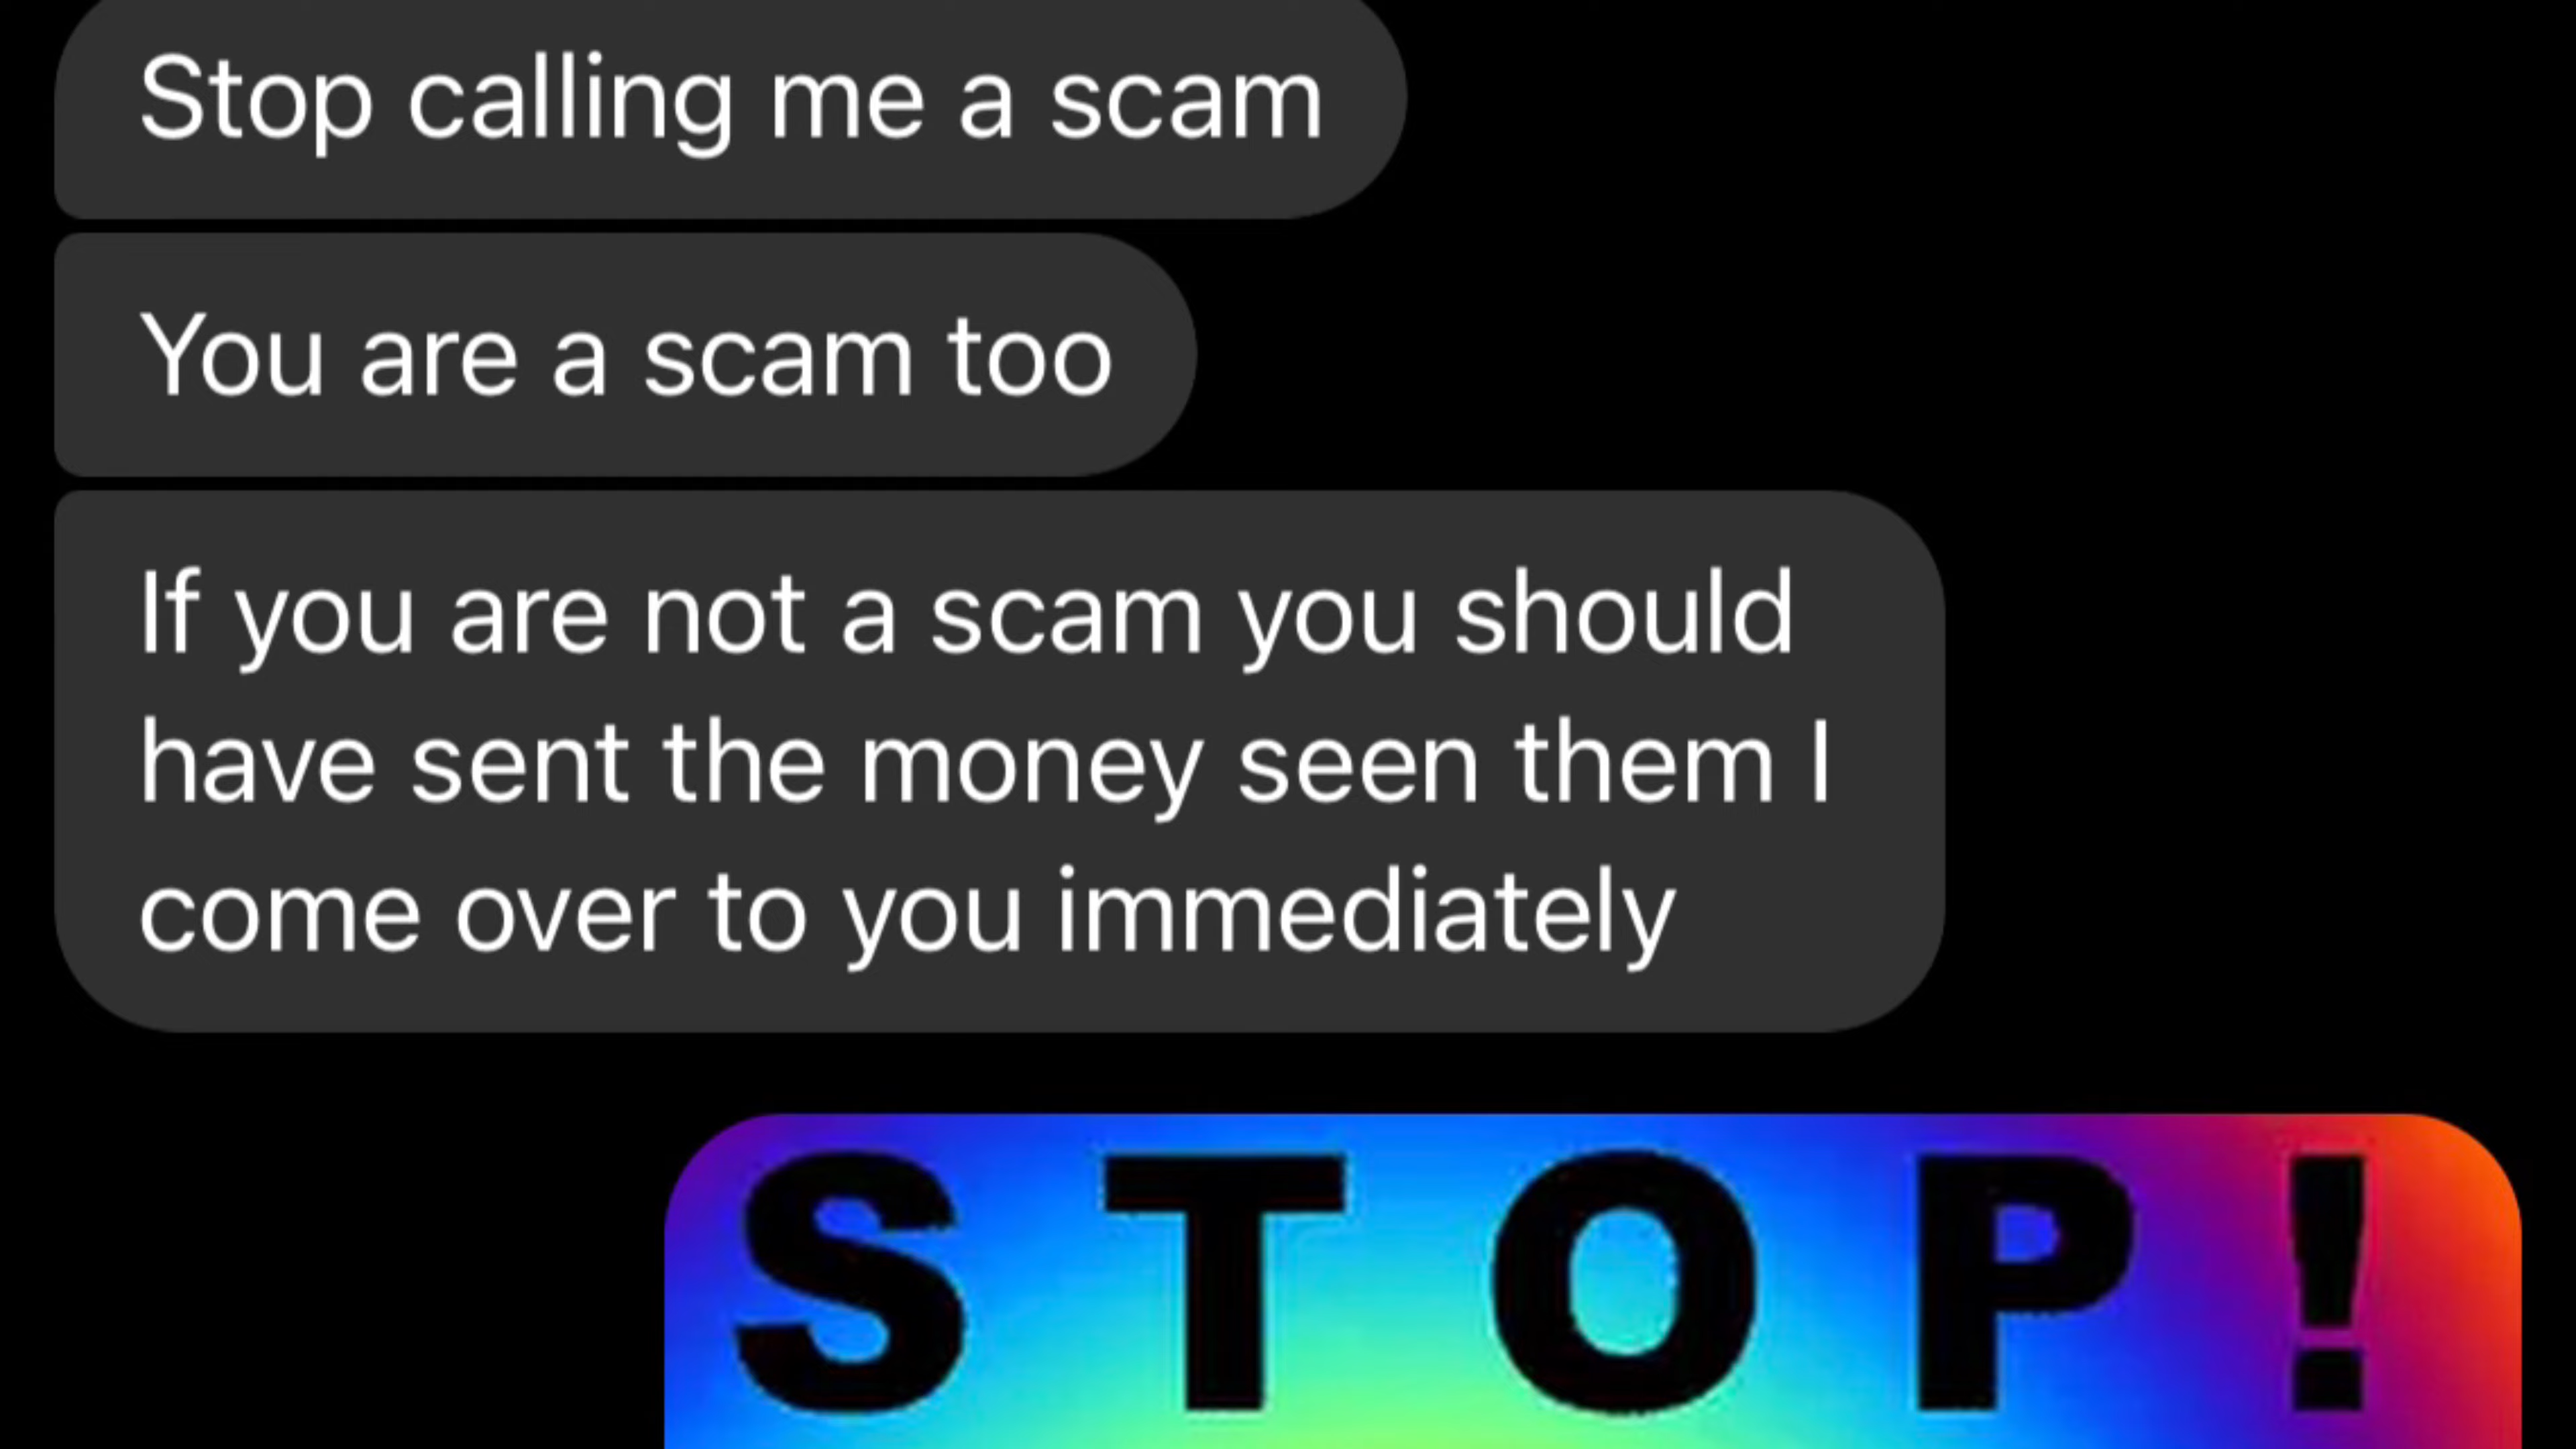 Stop calling me a scam
You are a scam too
If you are not a scam you should
have sent the money seen them I
come over to you immediately
STOP!